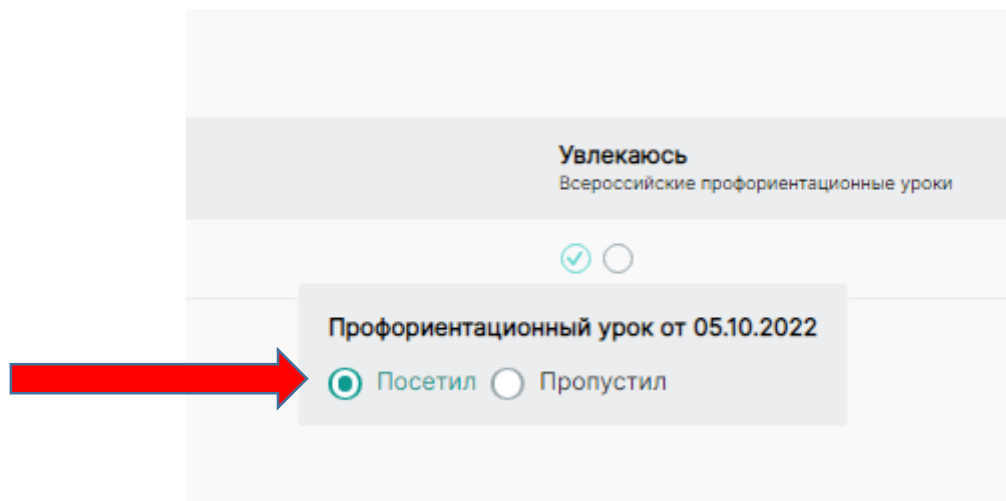 Увлекаюсь
Всероссийские профориентационные уроки
Профориентационный урок от 05.10.2022
Посетил Пропустил